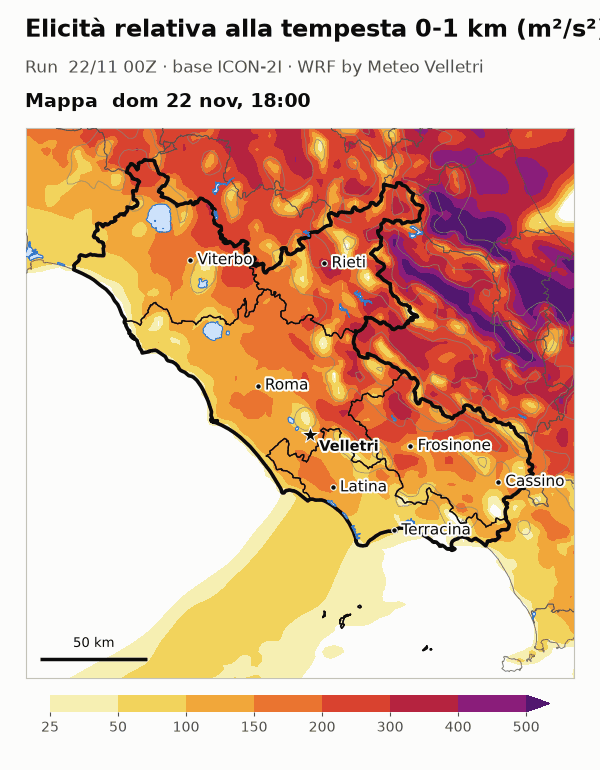 Elicità relativa alla tempesta 0-1 km (m²/s²)
Run 22/11 00Z · base ICON-2I · WRF by Meteo Velletri
Mappa dom 22 nov, 18:00
Viterbo
Rieti
Roma
Velletri
Frosinone
Cassino
Latina
Terracina
50 km
25 50 100 150 200 300 400 500